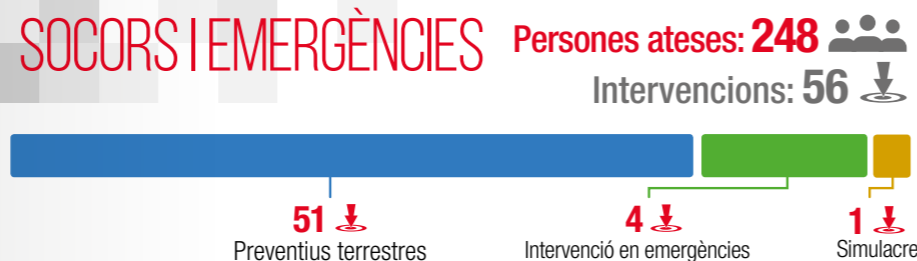 SOCORS I EMERGÈNCIES
Persones ateses: 248
Intervencions: 56
51
Preventius terrestres
4
Intervenció en emergències
1
Simulacre